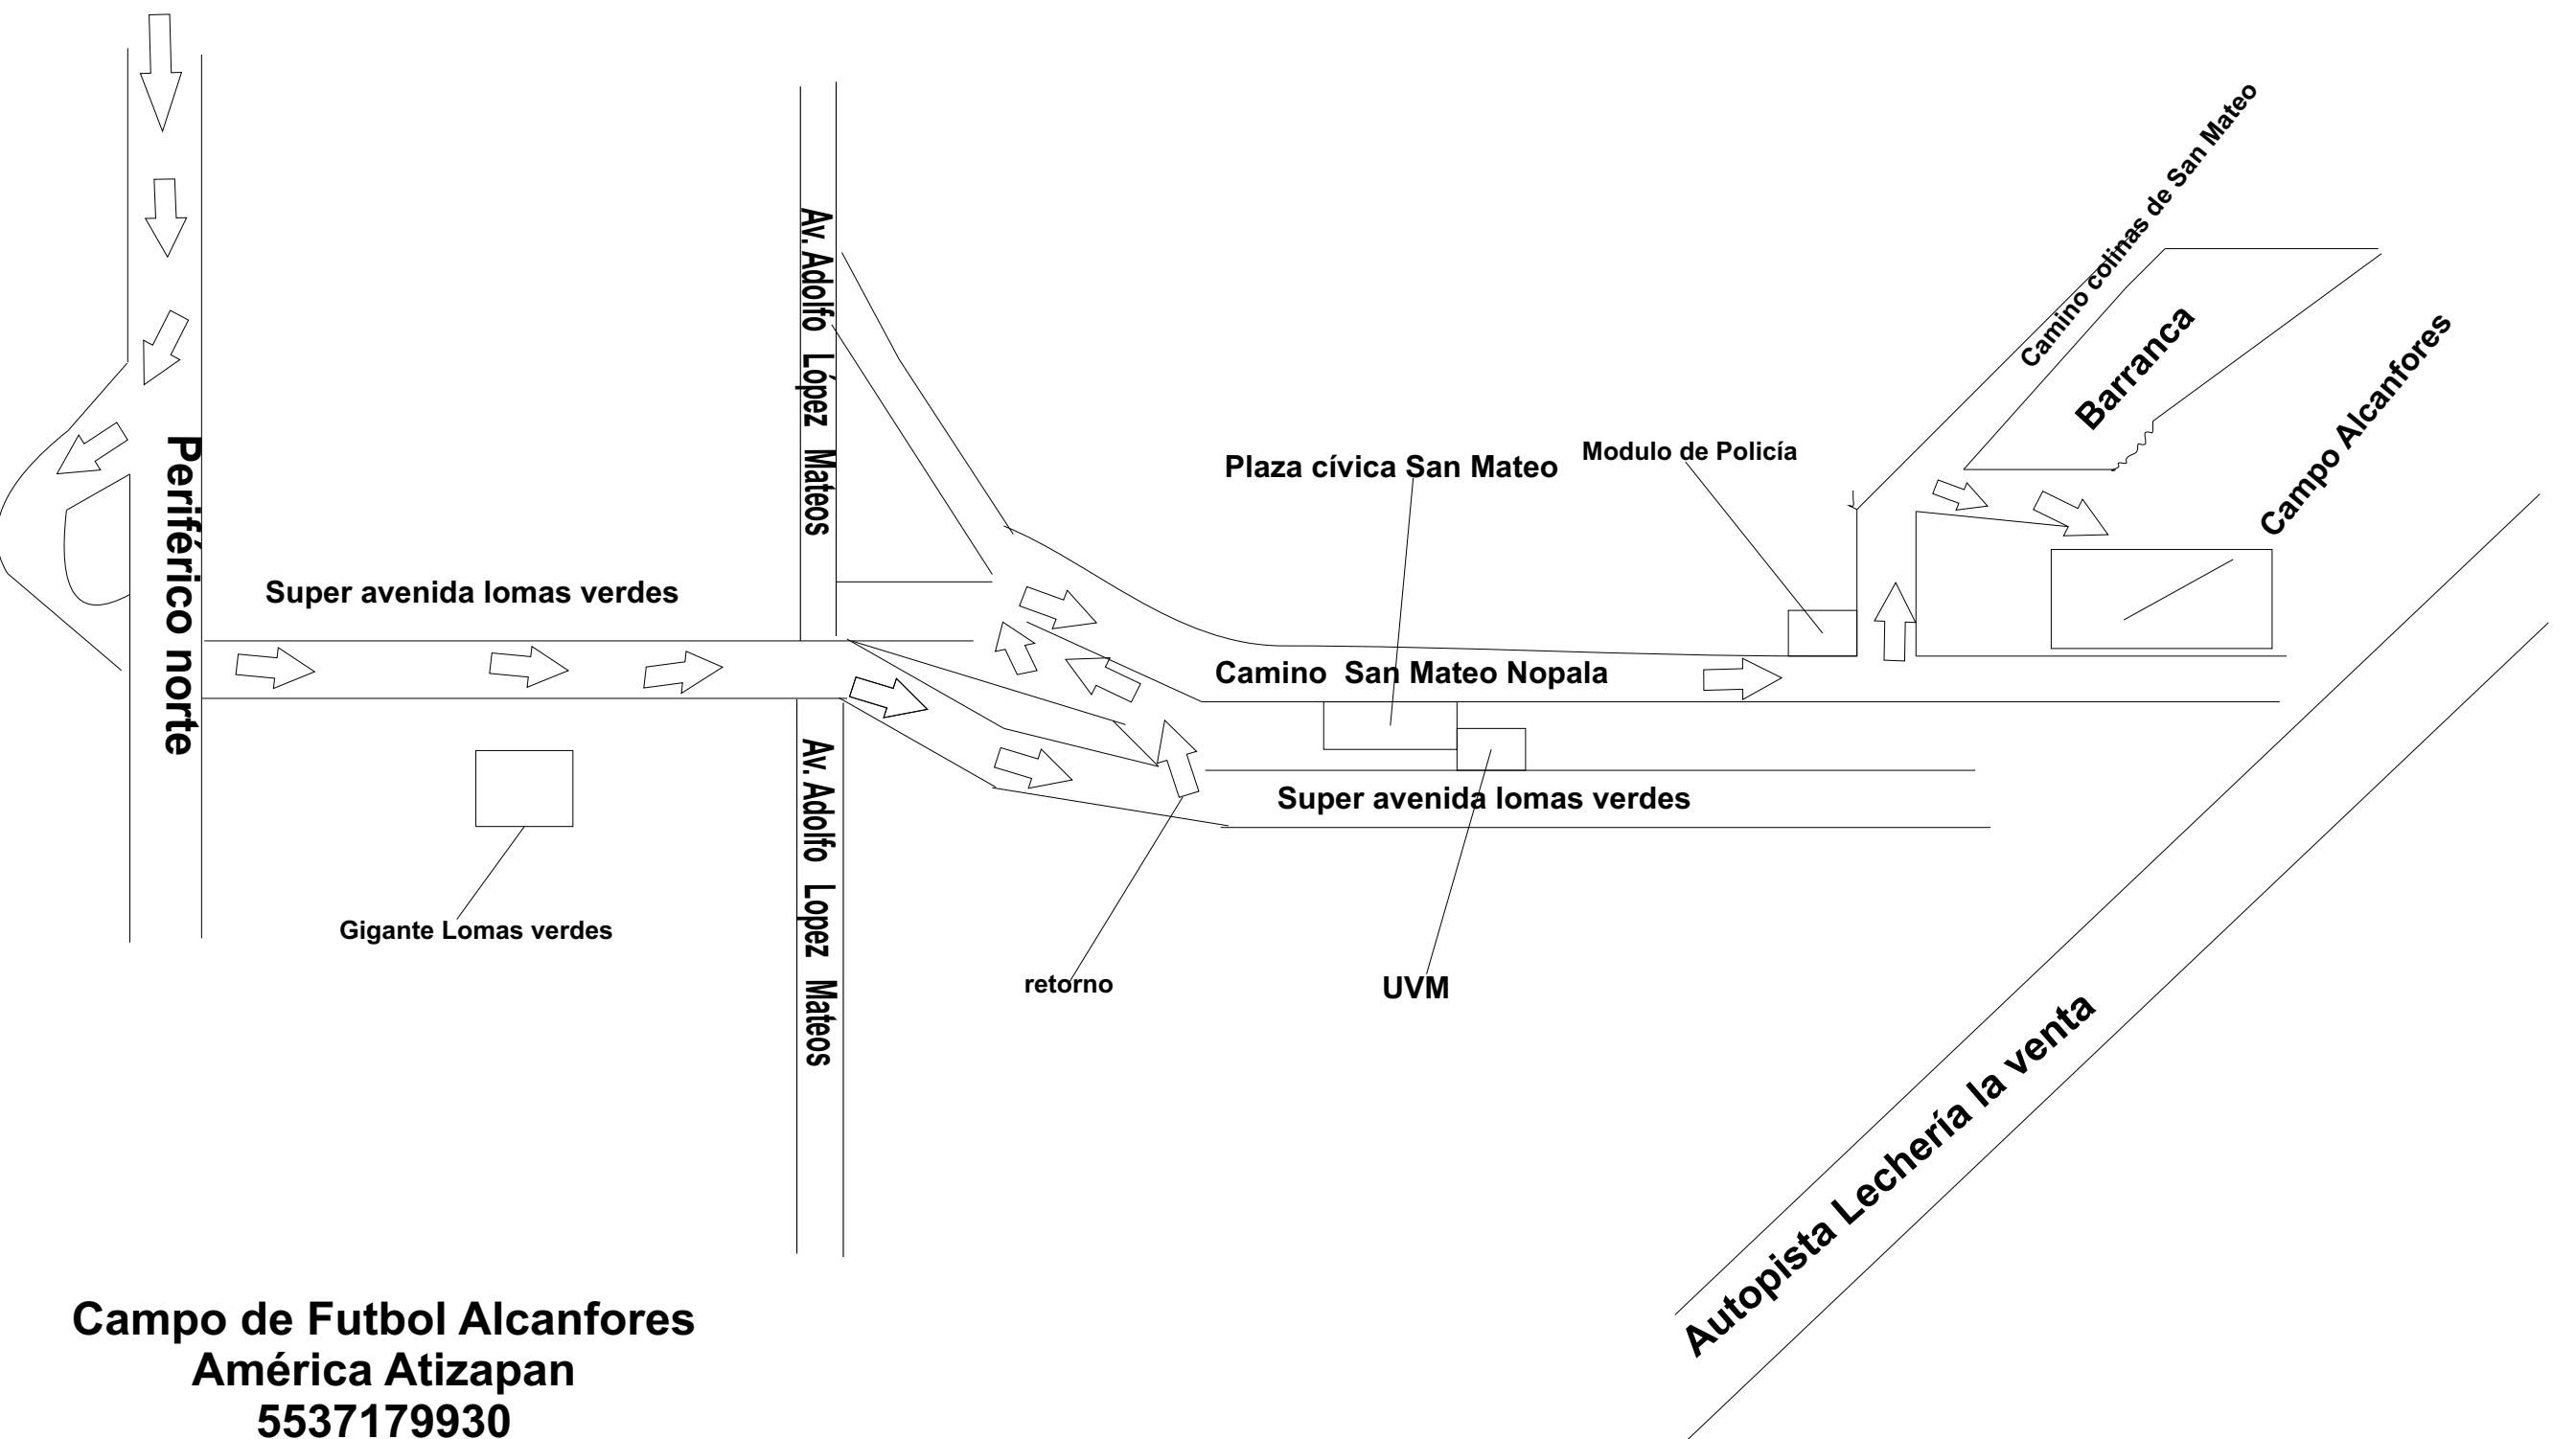 Camino colinas de San Mateo
Av. Adolfo López Mateos
Barranca
Campo Alcanfores
Periférico norte
Plaza cívica San Mateo
Modulo de Policía
Super avenida lomas verdes
Camino San Mateo Nopala
Super avenida lomas verdes
Av. Adolfo Lopez Mateos
Gigante Lomas verdes
retorno
UVM
Autopista Lechería la venta
Campo de Futbol Alcanfores
América Atizapan
5537179930